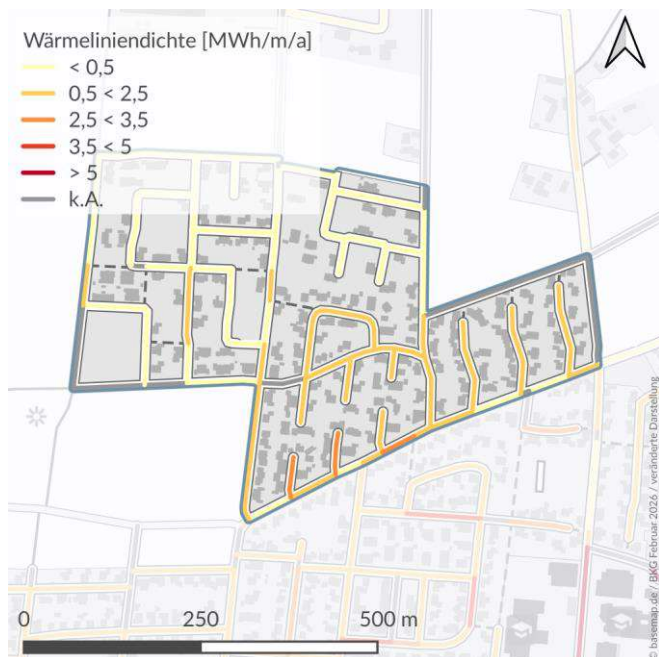 Wärmeliniendichte [MWh/m/a]
< 0,5
0,5 < 2,5
2,5 < 3,5
3,5 < 5
> 5
k.A.
© basemap.de / BKG Februar 2026 / veränderte Darstellung
0 250 500 m